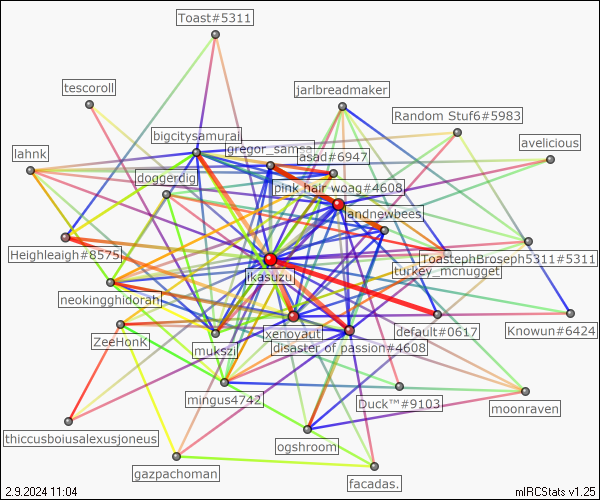 Toast#5311
tescoroll
jarlbreadmaker
Random Stuf6#5983
bigcitysamurai
gregor_samsa
avelicious
lahnk
asad#6947
doggerdig
pink hair woag#4608
andnewbees
Heighleaigh#8575
ToastephBroseph5311#5311
turkey_mcnugget
ikasuzu
neokingghidorah
xenoyaut
default#0617
Knowun#6424
ZeeHonK
mukszi
disaster of passion#4608
mingus4742
Duck™#9103
moonraven
thiccusboiusalexusjoneus
ogshroom
gazpachoman
facadas.
2.9.2024 11:04
mIRCStats v1.25